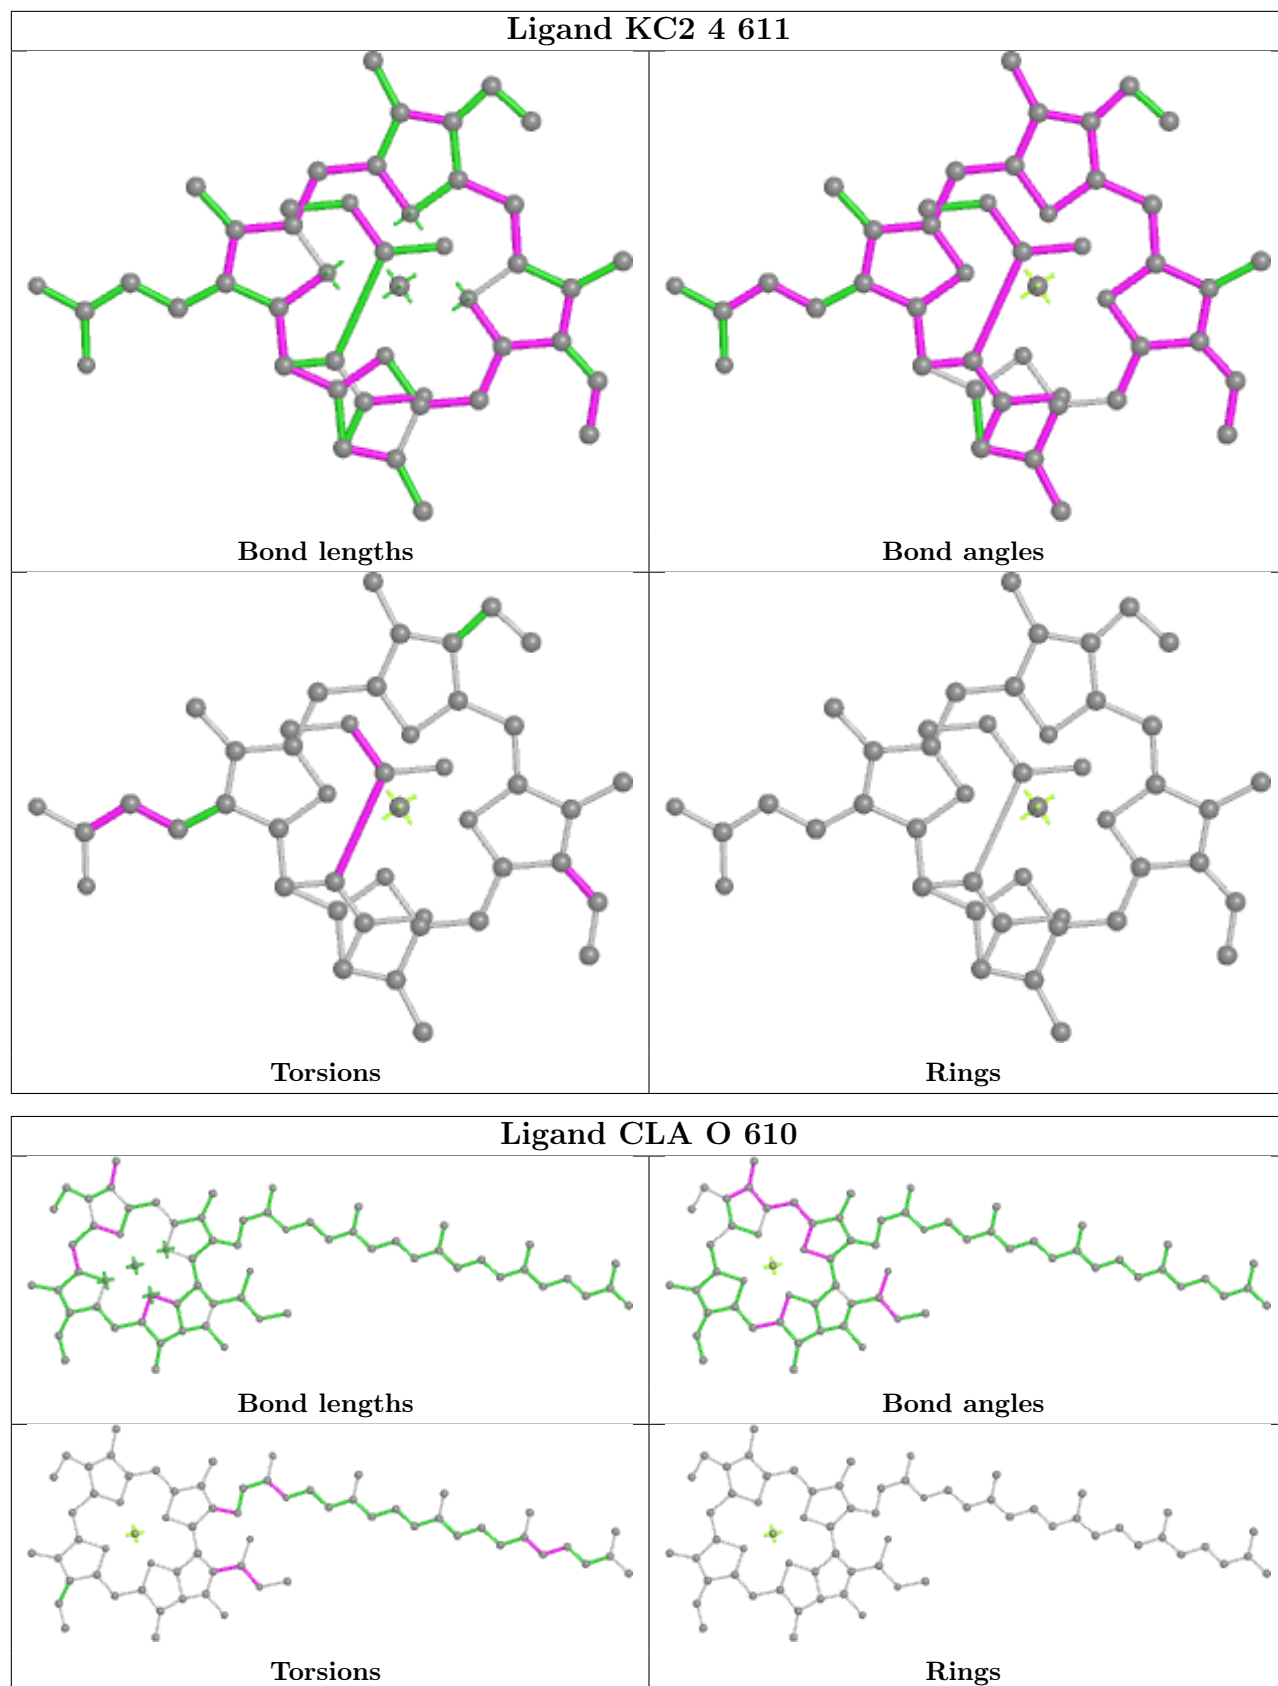 Ligand KC2 4 611
Bond lengths
Bond angles
Torsions
Rings
Ligand CLA O 610
Bond lengths
Bond angles
Torsions
Rings